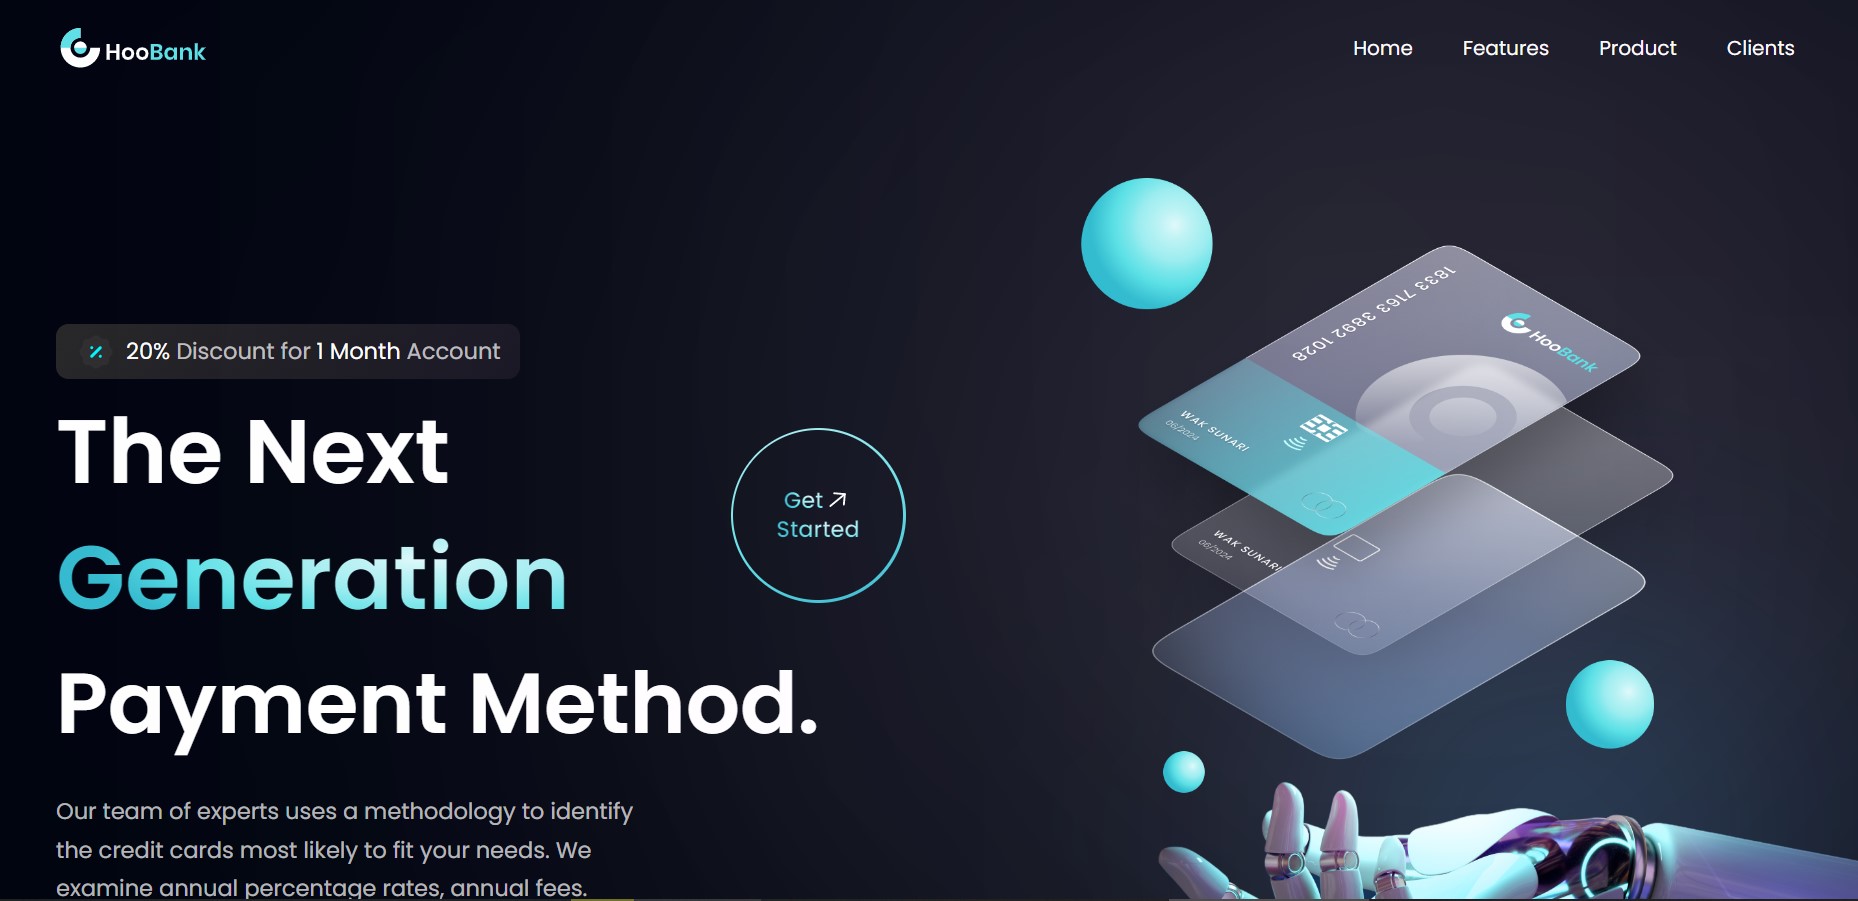 HooBank
Home Features Product Clients
20% Discount for 1 Month Account
The Next
Generation
Payment Method.
Get
Started
Our team of experts uses a methodology to identify
the credit cards most likely to fit your needs. We
examine annual percentage rates, annual fees.
1833 7163 3892 1028
HooBank
WAK SUNARI
06/2024
WAK SUNARI
06/2024